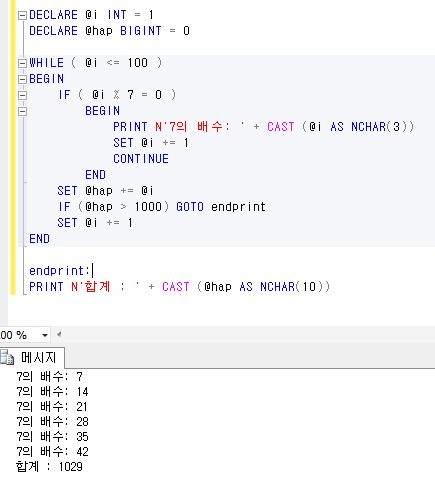 DECLARE @i INT = 1
DECLARE @hap BIGINT = 0
WHILE ( @i <= 100 )
BEGIN
IF ( @i % 7 = 0 )
BEGIN
PRINT N'7의 배수: ' + CAST (@i AS NCHAR(3))
SET @i += 1
CONTINUE
END
SET @hap += @i
IF (@hap > 1000) GOTO endprint
SET @i += 1
END
endprint:
PRINT N'합계 : ' + CAST (@hap AS NCHAR(10))
00 %
메시지
7의 배수: 7
7의 배수: 14
7의 배수: 21
7의 배수: 28
7의 배수: 35
7의 배수: 42
합계 : 1029